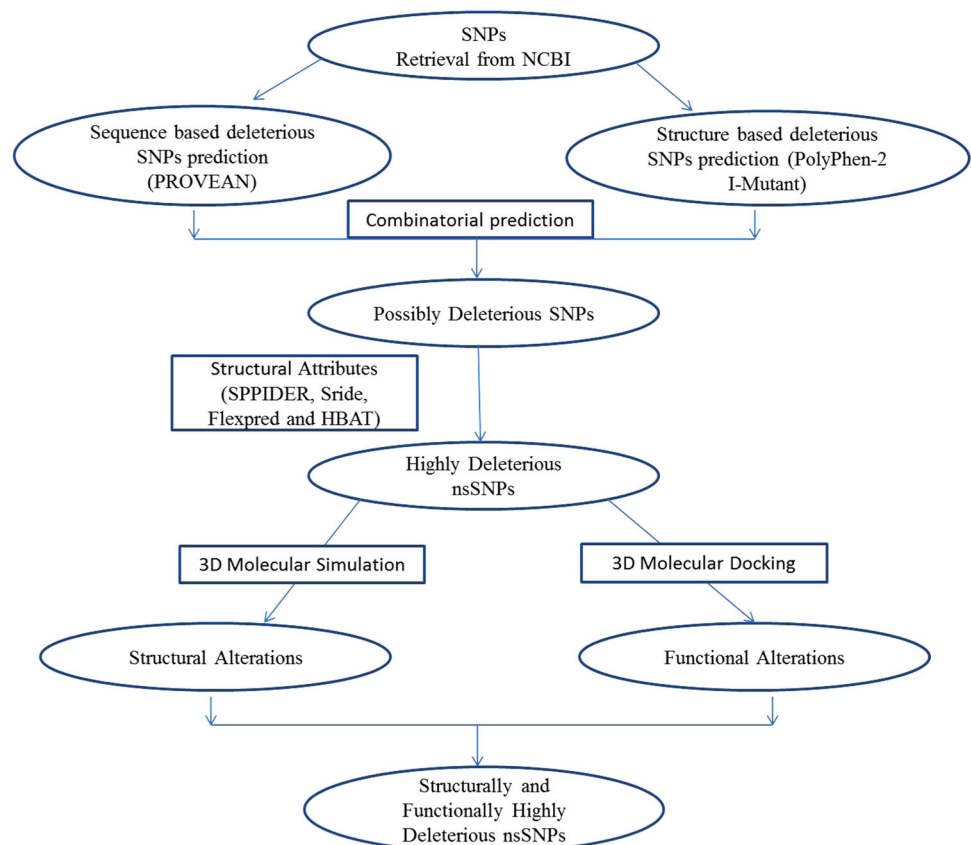 SNPs
Retrieval from NCBI
Sequence based deleterious
SNPs prediction
(PROVEAN)
Structure based deleterious
SNPs prediction (PolyPhen-2
I-Mutant)
Combinatorial prediction
Possibly Deleterious SNPs
Structural Attributes
(SPPIDER, Sride,
Flexpred and HBAT)
Highly Deleterious
nsSNPs
3D Molecular Simulation
3D Molecular Docking
Structural Alterations
Functional Alterations
Structurally and
Functionally Highly
Deleterious nsSNPs